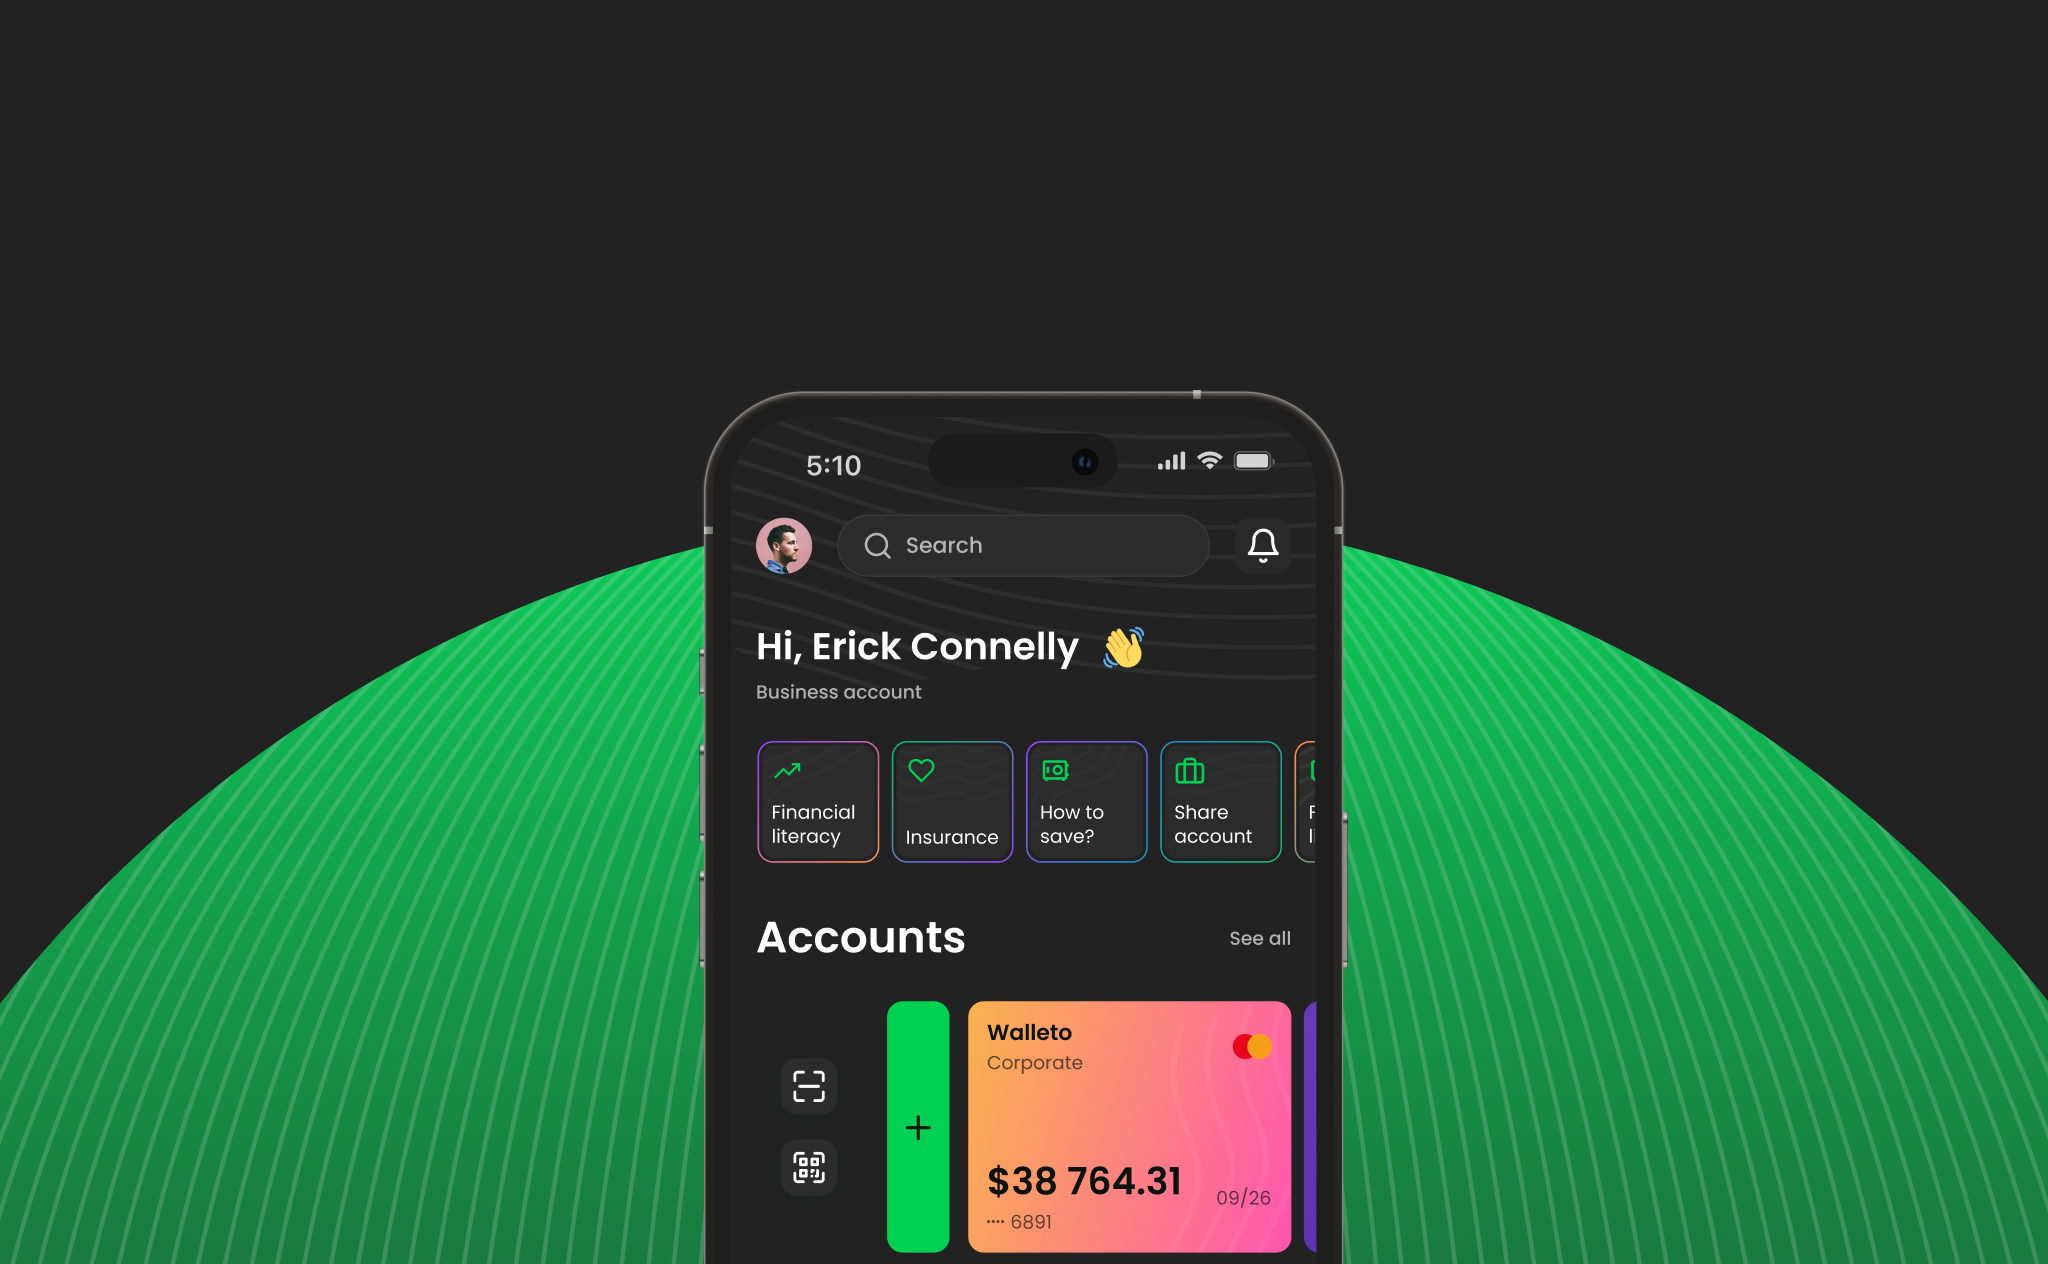 5:10
Search
Hi, Erick Connelly 👋
Business account
Financial
literacy
Insurance
How to
save?
Share
account
F
li
Accounts
See all
Walleto
Corporate
$38 764.31
09/26
•••• 6891